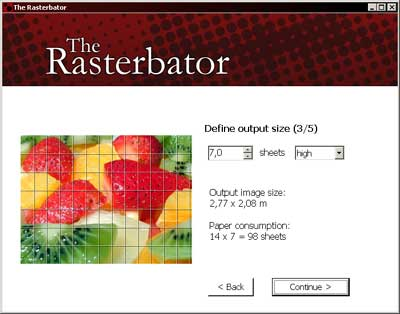 The Rasterbator
The
Rasterbator
Define output size (3/5)
7,0 sheets high
Output image size:
2,77 x 2,08 m
Paper consumption:
14 x 7 = 98 sheets
< Back Continue >